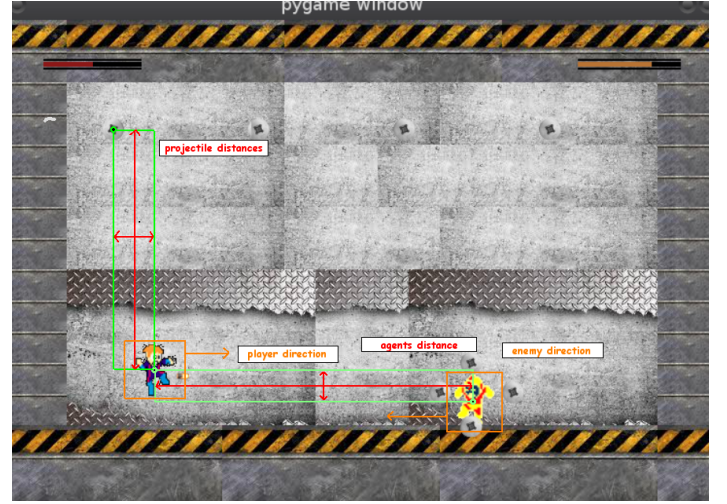 pygame window
projectile distances
agents distance
enemy direction
player direction